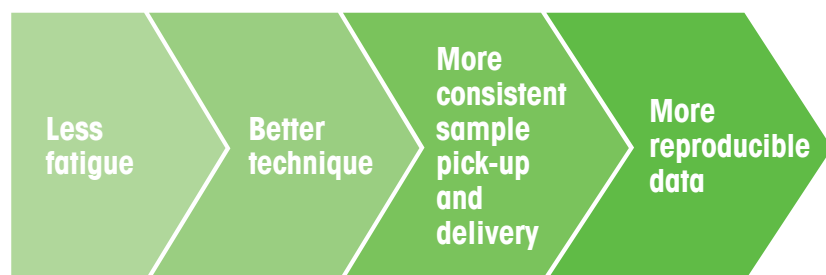 Less
fatigue
Better
technique
More
consistent
sample
pick-up
and
delivery
More
reproducible
data